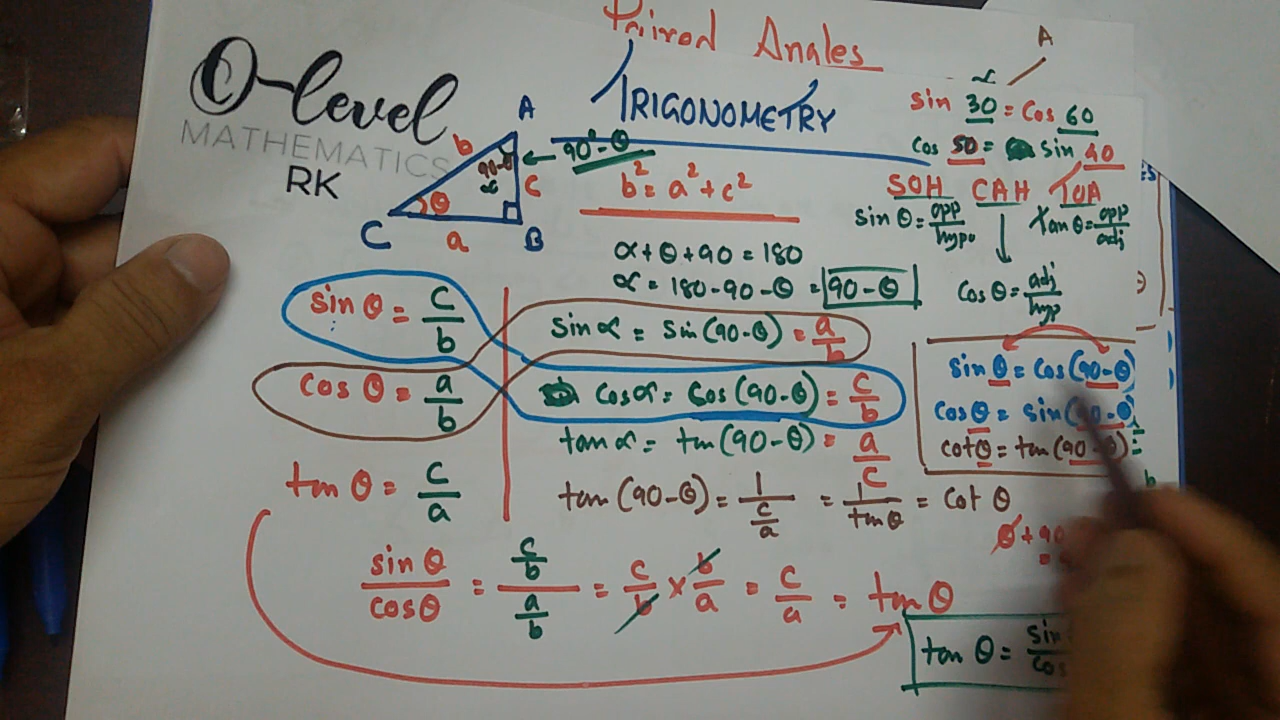 Paired Angles
O-level
MATHEMATICS
RK
TRIGONOMETRY
A
α
sin 30 = cos 60
cos 50 = sin 40
A
b
90-θ
α
90-θ
c
θ
C
a
B
b² = a² + c²
SOH CAH TOA
sin θ = opp/hypo
tan θ = opp/adj
cos θ = adj/hyp
α + θ + 90 = 180
α = 180 - 90 - θ = 90 - θ
sin θ = c/b
sin α = sin (90-θ) = a/b
cos θ = a/b
cos α = cos (90-θ) = c/b
tan α = tan (90-θ) = a/c
tan θ = c/a
tan (90-θ) = 1/(c/a) = 1/tan θ = cot θ
sin θ = cos (90-θ)
cos θ = sin (90-θ)
cot θ = tan (90-θ)
θ + 90
sin θ / cos θ = (c/b)/(a/b) = c/b × b/a = c/a = tan θ
tan θ = sin / cos